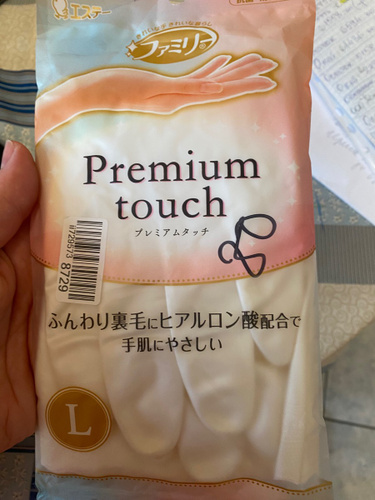 エステー
ファミリー
Premium
touch
プレミアムタッチ
8729573 8729
ふんわり裏毛にヒアルロン酸配合で
手肌にやさしい
L